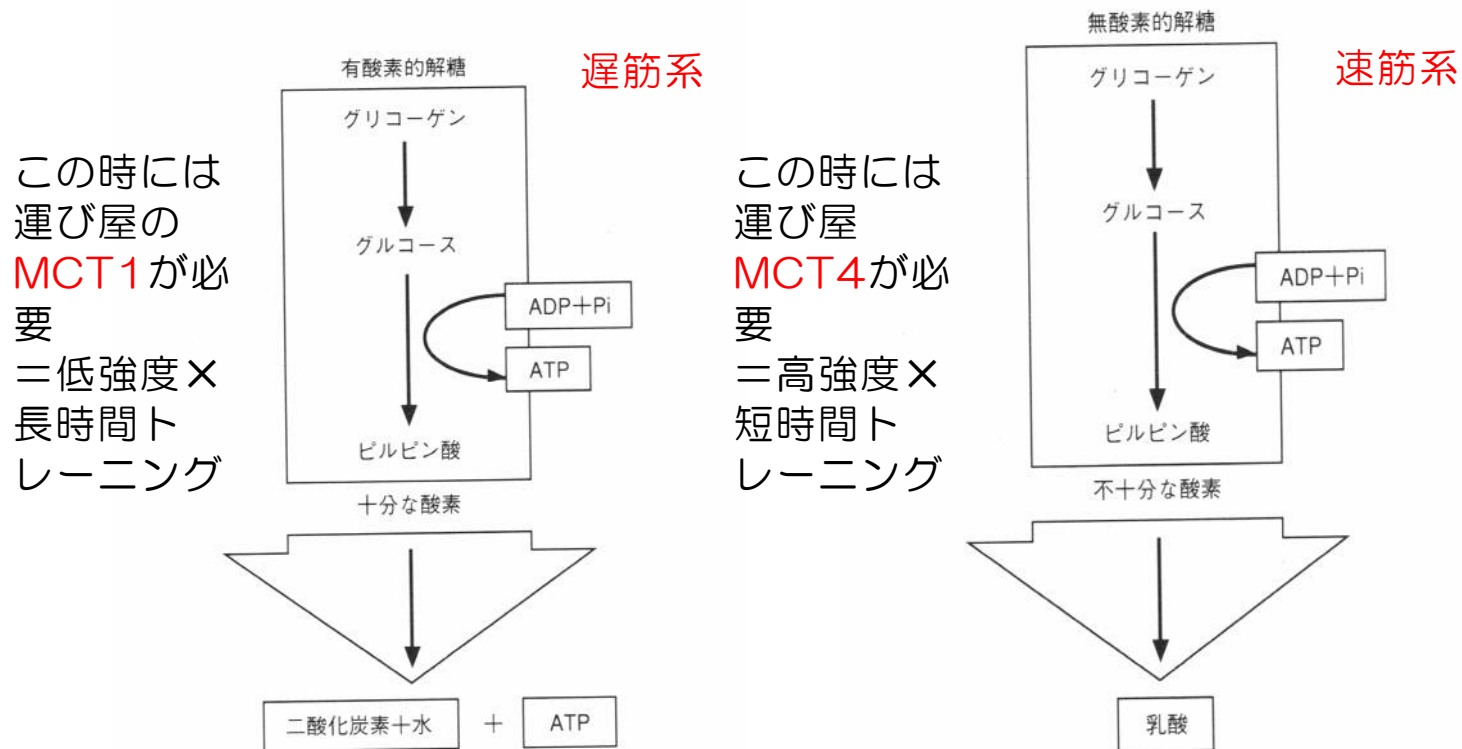 有酸素的解糖
遅筋系
グリコーゲン
グルコース
ADP+Pi
ATP
ピルビン酸
十分な酸素
二酸化炭素+水
+
ATP
この時には
運び屋の
MCT1が必
要
=低強度×
長時間ト
レーニング
無酸素的解糖
速筋系
グリコーゲン
グルコース
ADP+Pi
ATP
ピルビン酸
不十分な酸素
乳酸
この時には
運び屋
MCT4が必
要
=高強度×
短時間ト
レーニング